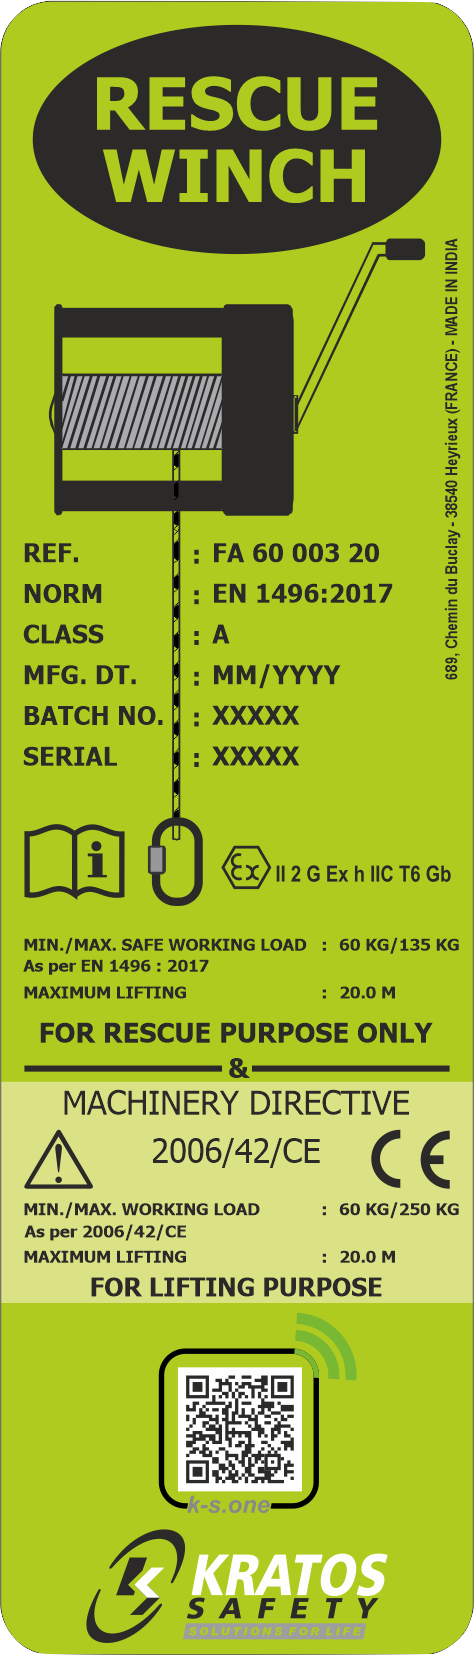 RESCUE
WINCH
689, Chemin du Buclay - 38540 Heyrieux (FRANCE) - MADE IN INDIA
REF. : FA 60 003 20
NORM : EN 1496:2017
CLASS : A
MFG. DT. : MM/YYYY
BATCH NO. : XXXXX
SERIAL : XXXXX
i
Ex II 2 G Ex h IIC T6 Gb
MIN./MAX. SAFE WORKING LOAD : 60 KG/135 KG
As per EN 1496 : 2017
MAXIMUM LIFTING : 20.0 M
FOR RESCUE PURPOSE ONLY
&
MACHINERY DIRECTIVE
2006/42/CE
! CE
MIN./MAX. WORKING LOAD : 60 KG/250 KG
As per 2006/42/CE
MAXIMUM LIFTING : 20.0 M
FOR LIFTING PURPOSE
k-s.one
KRATOS
SAFETY
SOLUTIONS FOR LIFE